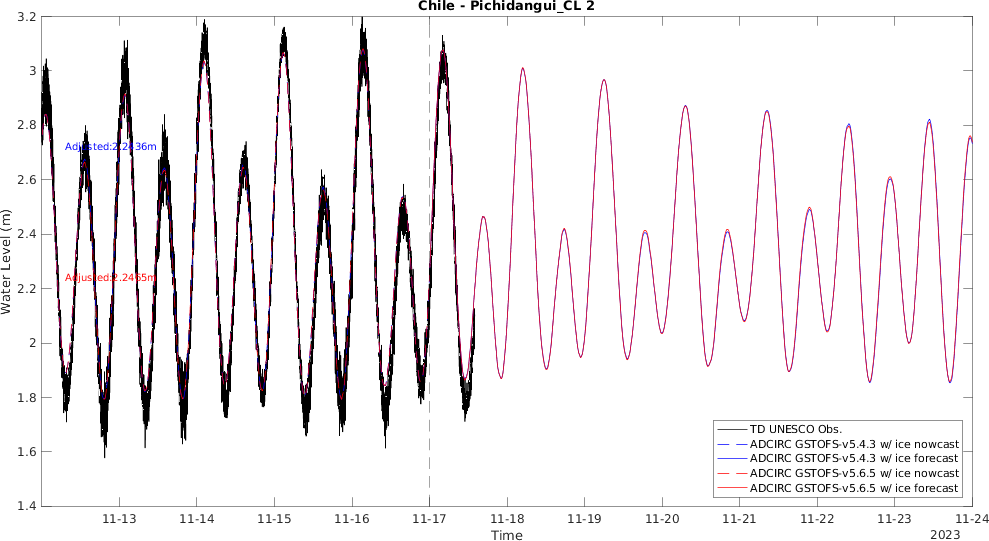 Chile - Pichidangui_CL 2
Water Level (m)
3.2
3
2.8
2.6
2.4
2.2
2
1.8
1.6
1.4
Adjusted:2.2436m
Adjusted:2.2465m
TD UNESCO Obs.
ADCIRC GSTOFS-v5.4.3 w/ ice nowcast
ADCIRC GSTOFS-v5.4.3 w/ ice forecast
ADCIRC GSTOFS-v5.6.5 w/ ice nowcast
ADCIRC GSTOFS-v5.6.5 w/ ice forecast
11-13 11-14 11-15 11-16 11-17 11-18 11-19 11-20 11-21 11-22 11-23 11-24
Time
2023